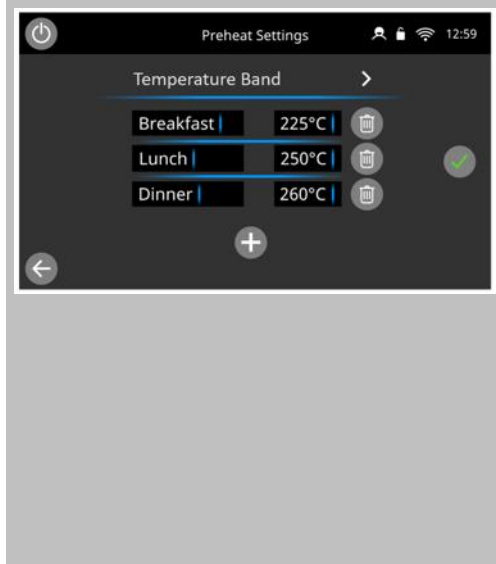 Preheat Settings 12:59
Temperature Band
Breakfast 225°C
Lunch 250°C
Dinner 260°C